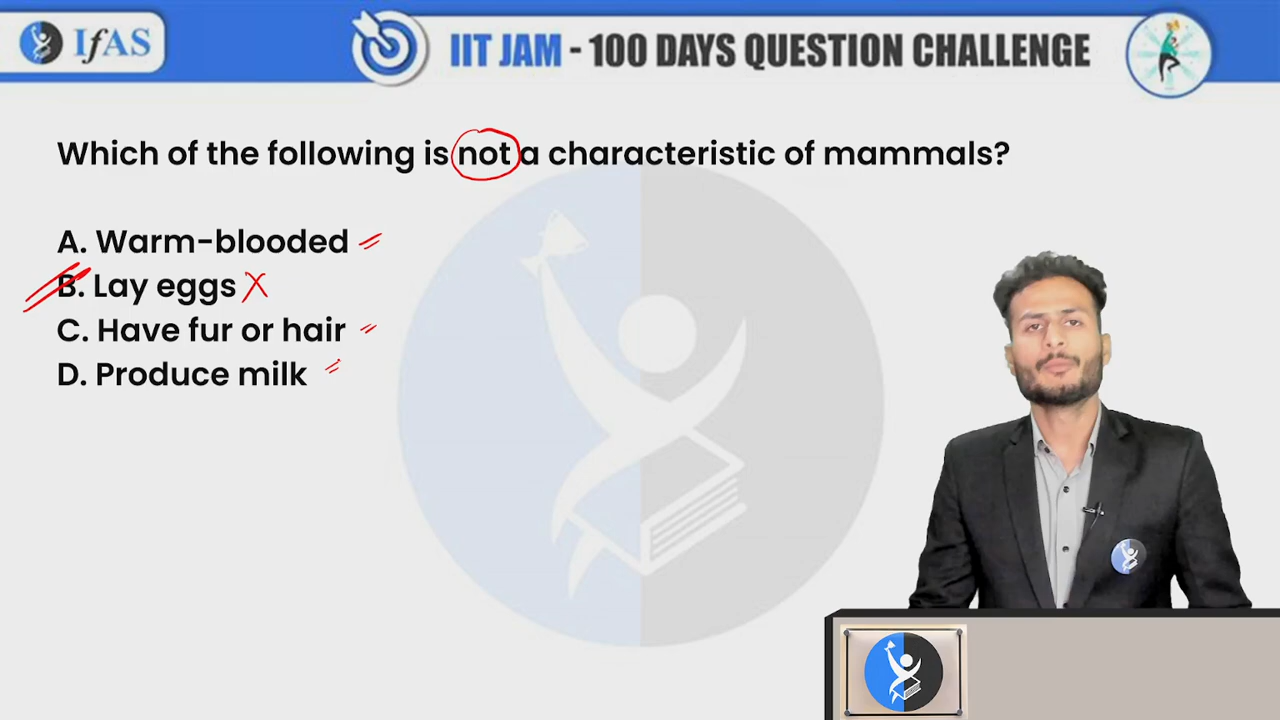 IfAS
IIT JAM - 100 DAYS QUESTION CHALLENGE
Which of the following is not a characteristic of mammals?
A. Warm-blooded
B. Lay eggs X
C. Have fur or hair
D. Produce milk